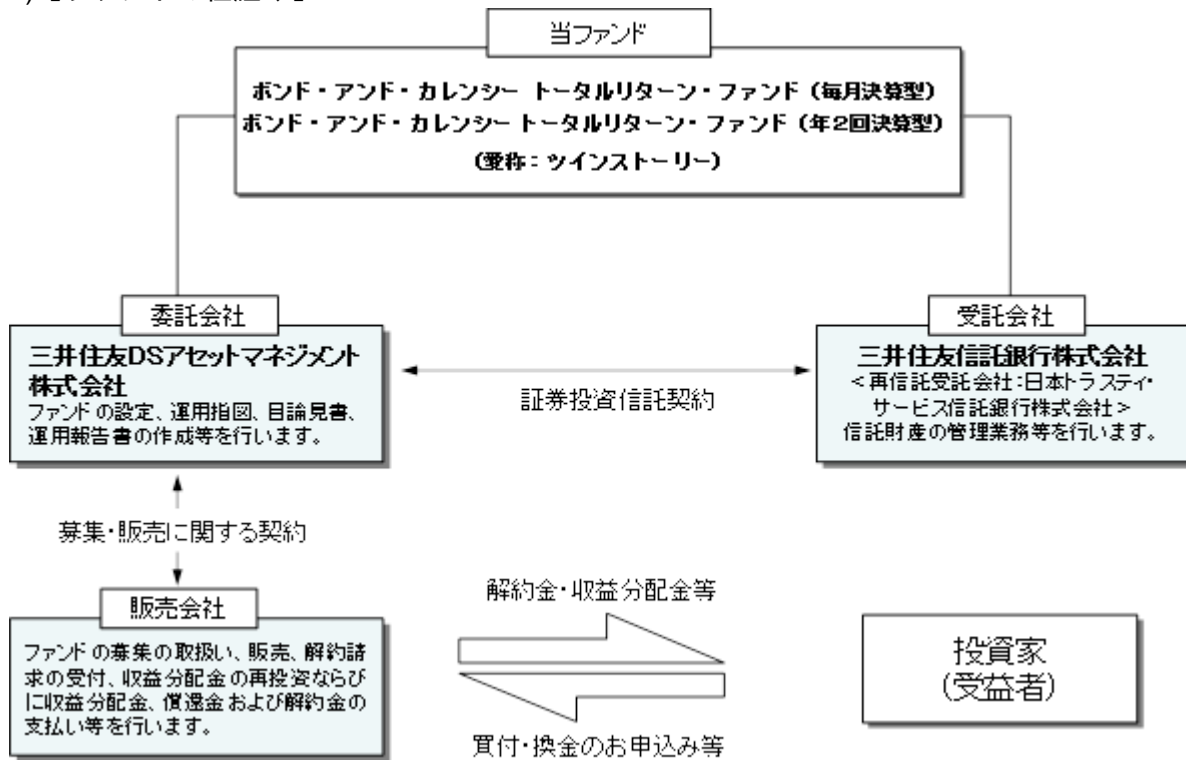 当ファンド
ボンド・アンド・カレンシー トータルリターン・ファンド（毎月決算型）
ボンド・アンド・カレンシー トータルリターン・ファンド（年2回決算型）
（愛称：ツインストーリー）
委託会社
三井住友DSアセットマネジメント
株式会社
ファンドの設定、運用指図、目論見書、
運用報告書の作成等を行います。
証券投資信託契約
受託会社
三井住友信託銀行株式会社
＜再信託受託会社：日本トラスティ・
サービス信託銀行株式会社＞
信託財産の管理業務等を行います。
募集・販売に関する契約
販売会社
ファンドの募集の取扱い、販売、解約請
求の受付、収益分配金の再投資ならび
に収益分配金、償還金および解約金の
支払い等を行います。
解約金・収益分配金等
買付・換金のお申込み等
投資家
（受益者）